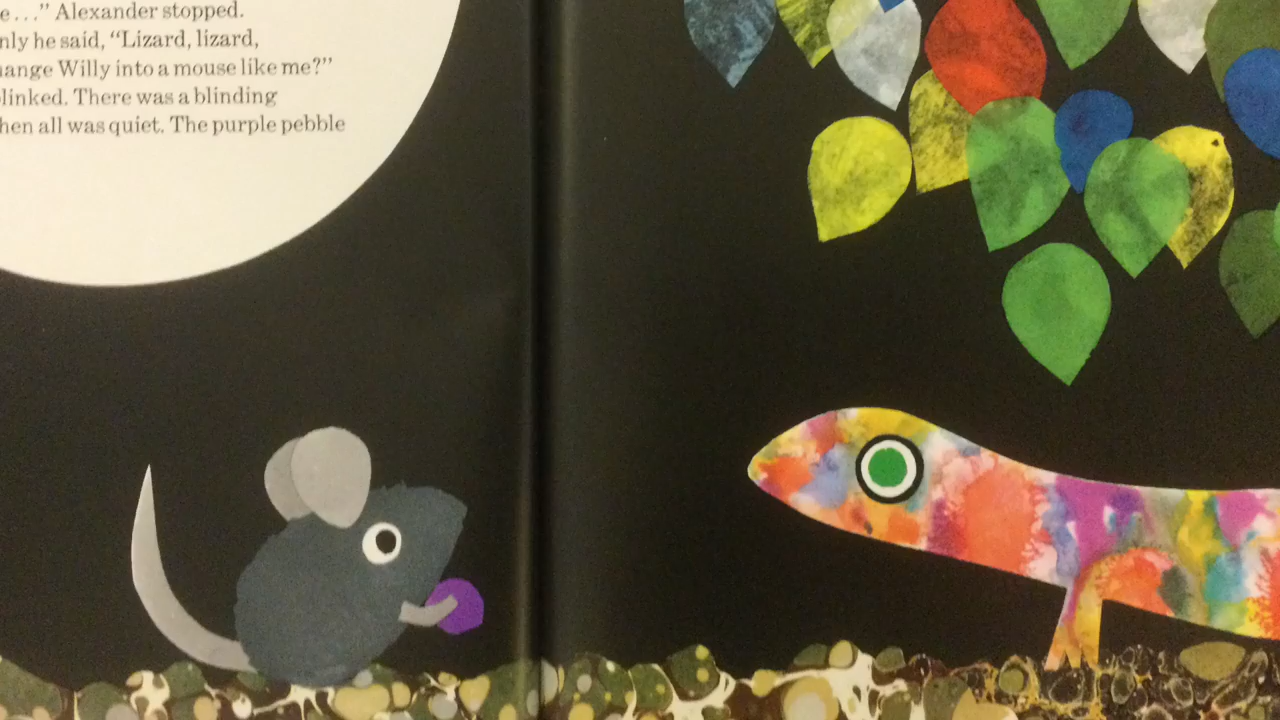 e . . ." Alexander stopped.
nly he said, "Lizard, lizard,
ange Willy into a mouse like me?"
linked. There was a blinding
hen all was quiet. The purple pebble